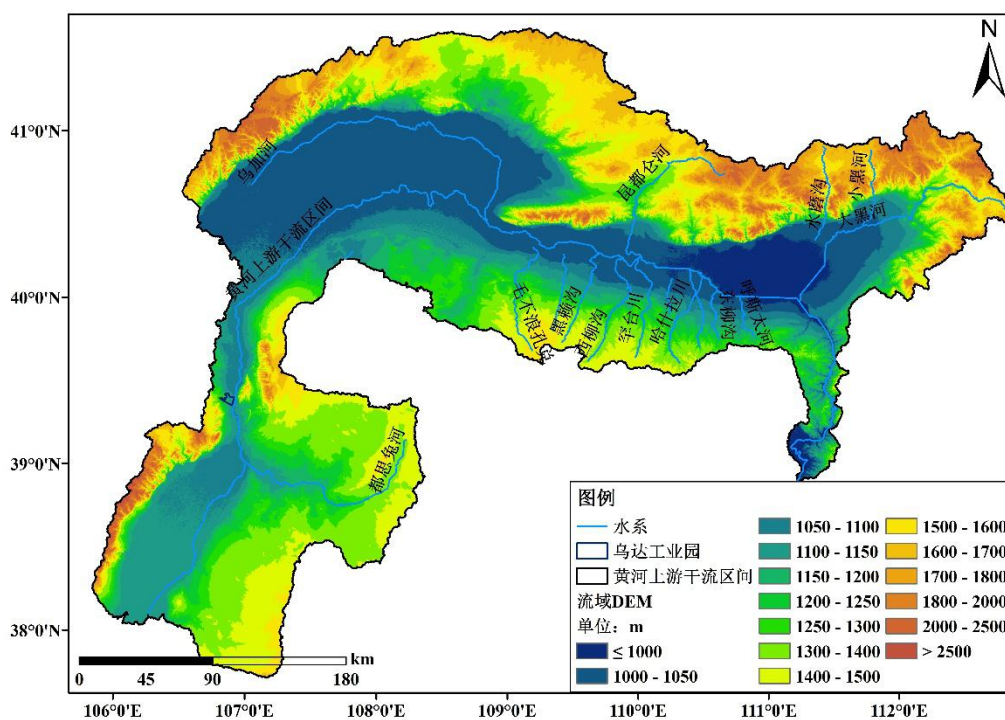 N
41°0'N
40°0'N
39°0'N
38°0'N
106°0'E
107°0'E
108°0'E
109°0'E
110°0'E
111°0'E
112°0'E
乌加河
黄河上游干流区间
昆都仑河
水磨沟
小黑河
大黑河
毛不浪孔兑
黑赖沟
西柳沟
罕台川
哈什拉川
东柳沟
呼斯太河
都思兔河
km
0 45 90 180
图例
水系
乌达工业园
黄河上游干流区间
流域DEM
单位：m
≤ 1000
1000 - 1050
1050 - 1100
1100 - 1150
1150 - 1200
1200 - 1250
1250 - 1300
1300 - 1400
1400 - 1500
1500 - 1600
1600 - 1700
1700 - 1800
1800 - 2000
2000 - 2500
> 2500